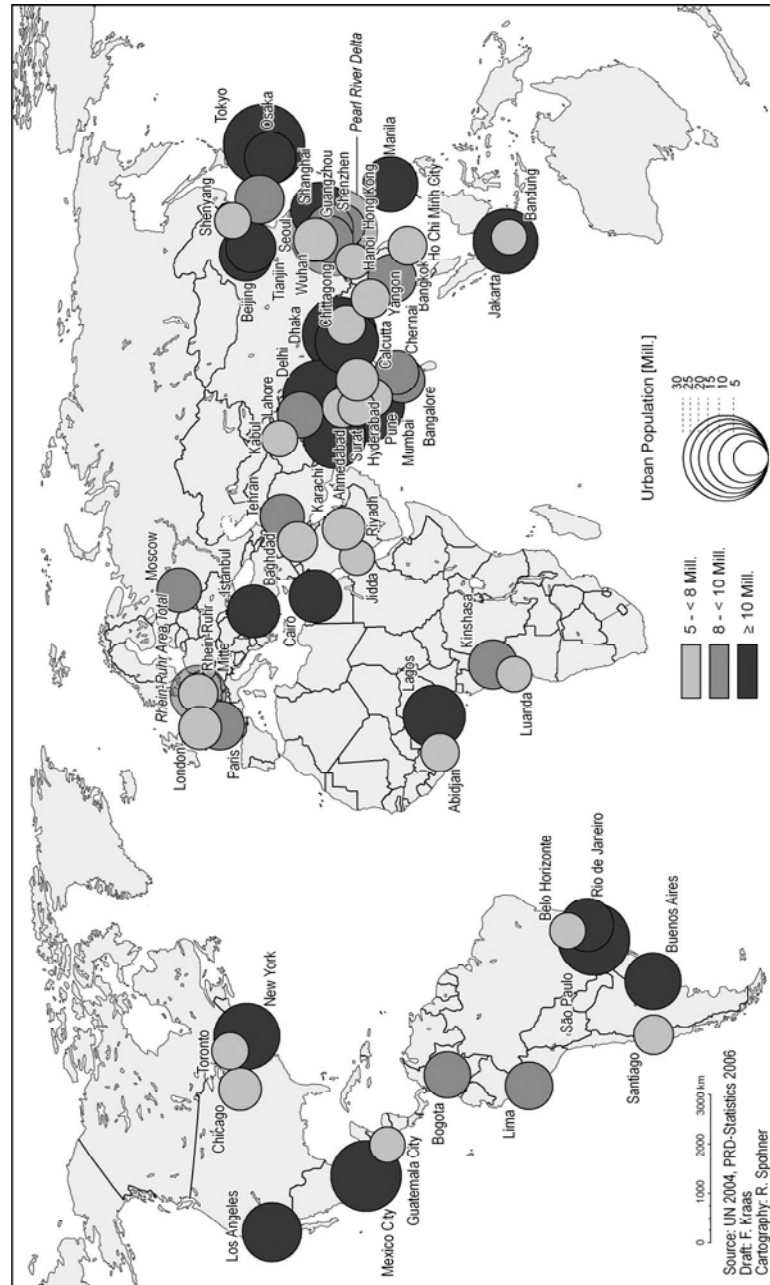 Los Angeles
Chicago
Toronto
New York
Mexico City
Guatemala City
Bogota
Lima
Belo Horizonte
Rio de Janeiro
São Paulo
Buenos Aires
Santiago
London
Paris
Rhein-Ruhr Area, Total
Rhein-Ruhr
Mitte
Moscow
Istanbul
Cairo
Baghdad
Tehran
Jidda
Riyadh
Abidjan
Lagos
Kinshasa
Luanda
Kabul
Lahore
Karachi
Delhi
Ahmedabad
Surat
Hyderabad
Pune
Mumbai
Bangalore
Dhaka
Chittagong
Calcutta
Chennai
Yangon
Bangkok
Ho Chi Minh City
Hanoi
Beijing
Tianjin
Shenyang
Seoul
Tokyo
Osaka
Shanghai
Wuhan
Guangzhou
Shenzhen
Hong Kong
Pearl River Delta
Manila
Jakarta
Bandung
Urban Population [Mill.]
30
25
20
15
10
5
5 - < 8 Mill.
8 - < 10 Mill.
≥ 10 Mill.
0 1000 2000 3000 km
Source: UN 2004, PRD-Statistics 2006
Draft: F. Kraas
Cartography: R. Spohner